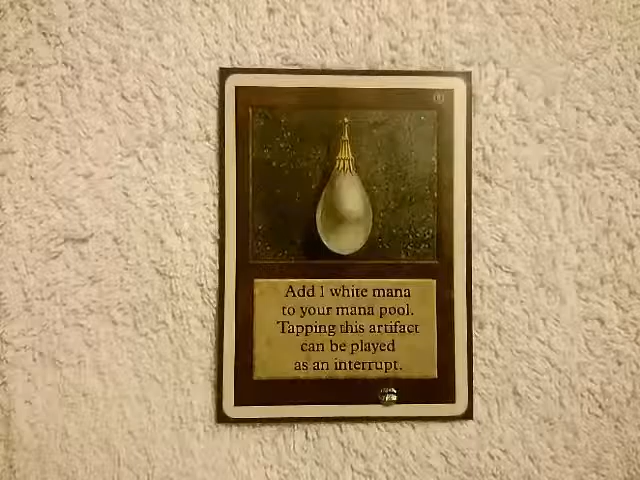 Add 1 white mana
to your mana pool.
Tapping this artifact
can be played
as an interrupt.